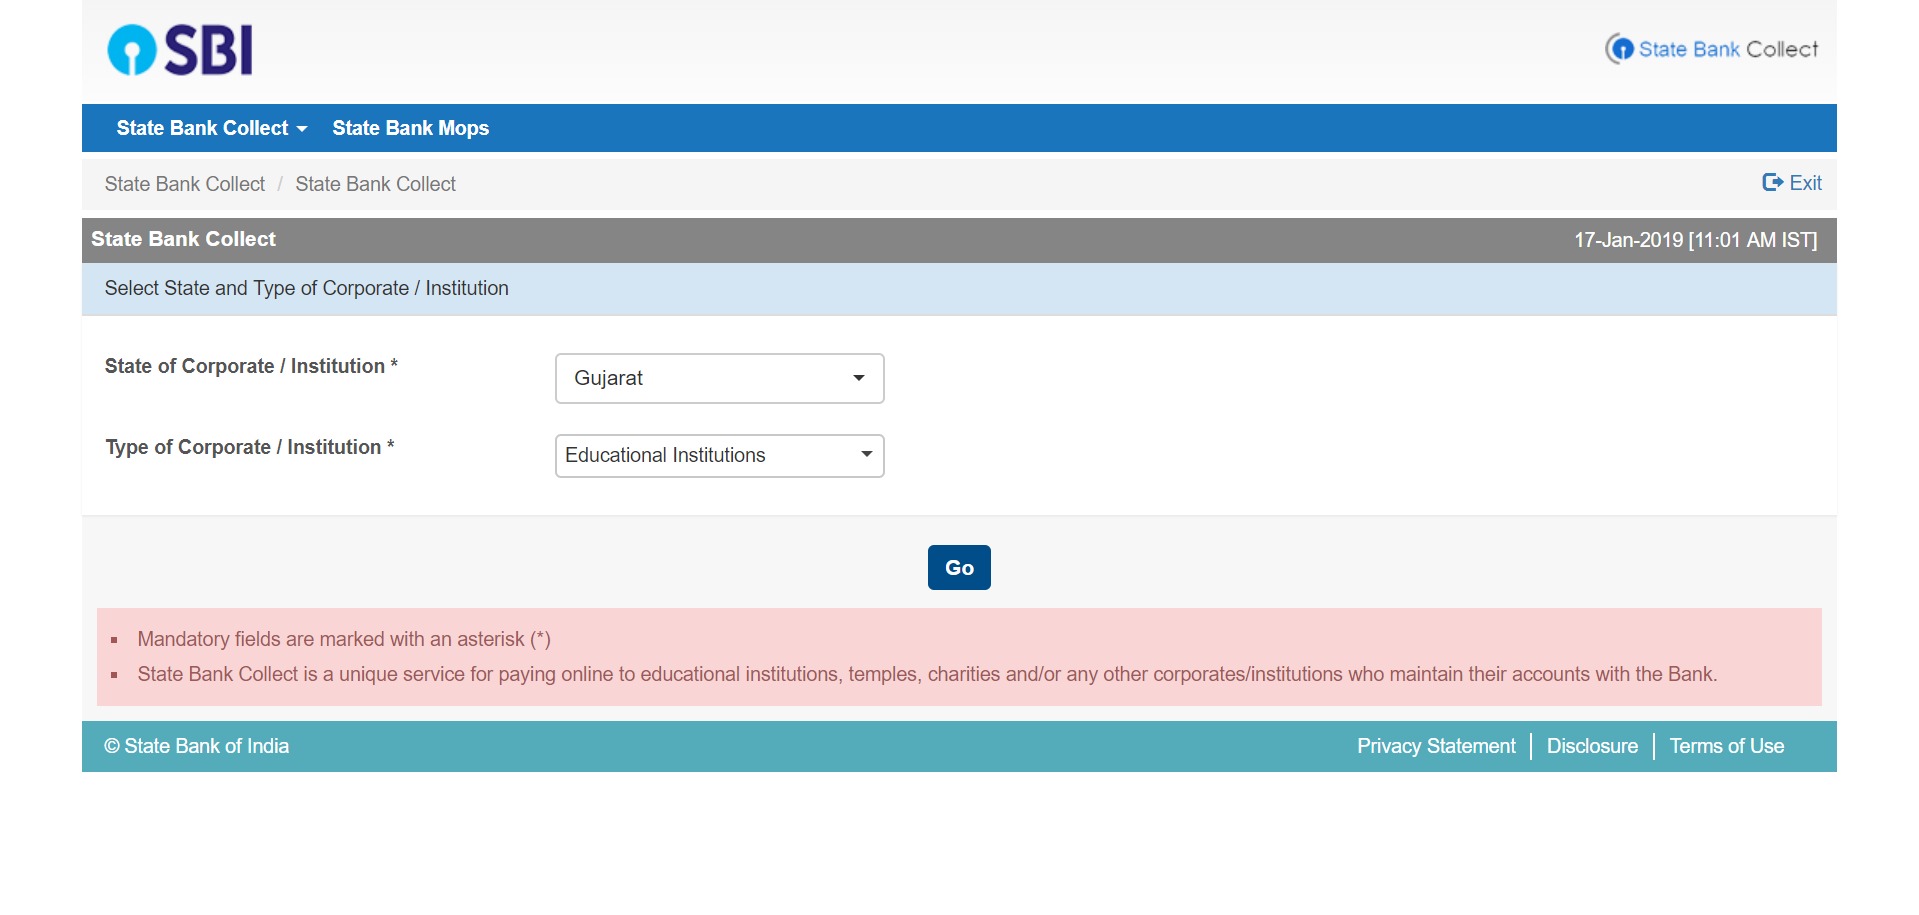 SBI
State Bank Collect
State Bank Collect State Bank Mops
State Bank Collect / State Bank Collect Exit
State Bank Collect 17-Jan-2019 [11:01 AM IST]
Select State and Type of Corporate / Institution
State of Corporate / Institution * Gujarat
Type of Corporate / Institution * Educational Institutions
Go
Mandatory fields are marked with an asterisk (*)
State Bank Collect is a unique service for paying online to educational institutions, temples, charities and/or any other corporates/institutions who maintain their accounts with the Bank.
© State Bank of India Privacy Statement Disclosure Terms of Use